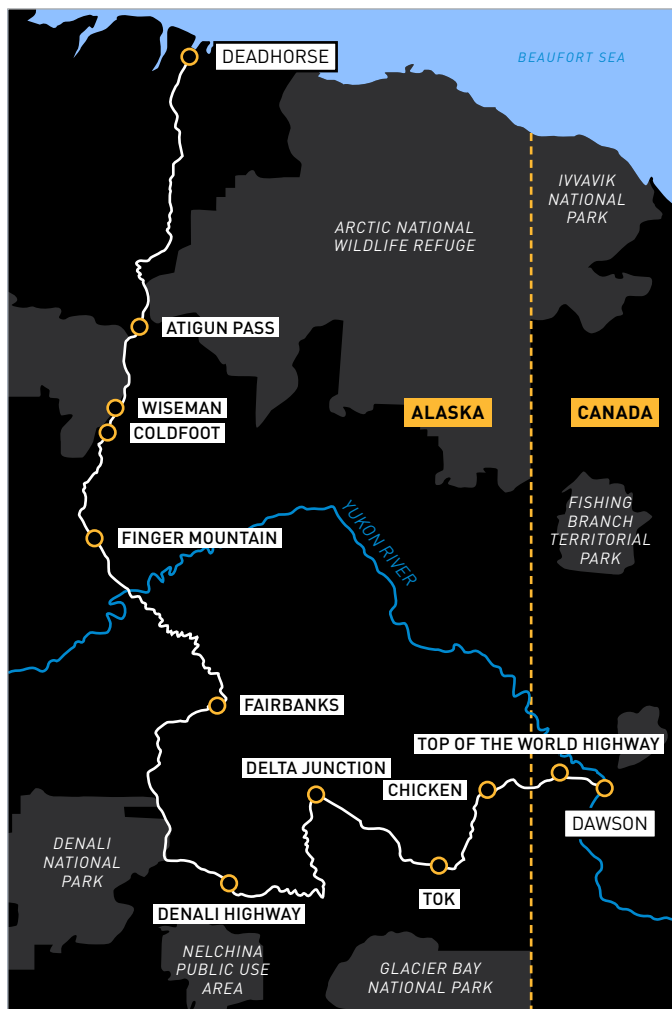 BEAUFORT SEA
DEADHORSE
IVVAVIK
NATIONAL
PARK
ARCTIC NATIONAL
WILDLIFE REFUGE
ATIGUN PASS
WISEMAN
ALASKA
CANADA
COLDFOOT
FISHING
BRANCH
TERRITORIAL
PARK
YUKON RIVER
FINGER MOUNTAIN
FAIRBANKS
TOP OF THE WORLD HIGHWAY
DELTA JUNCTION
CHICKEN
DAWSON
DENALI
NATIONAL
PARK
TOK
DENALI HIGHWAY
NELCHINA
PUBLIC USE
AREA
GLACIER BAY
NATIONAL PARK